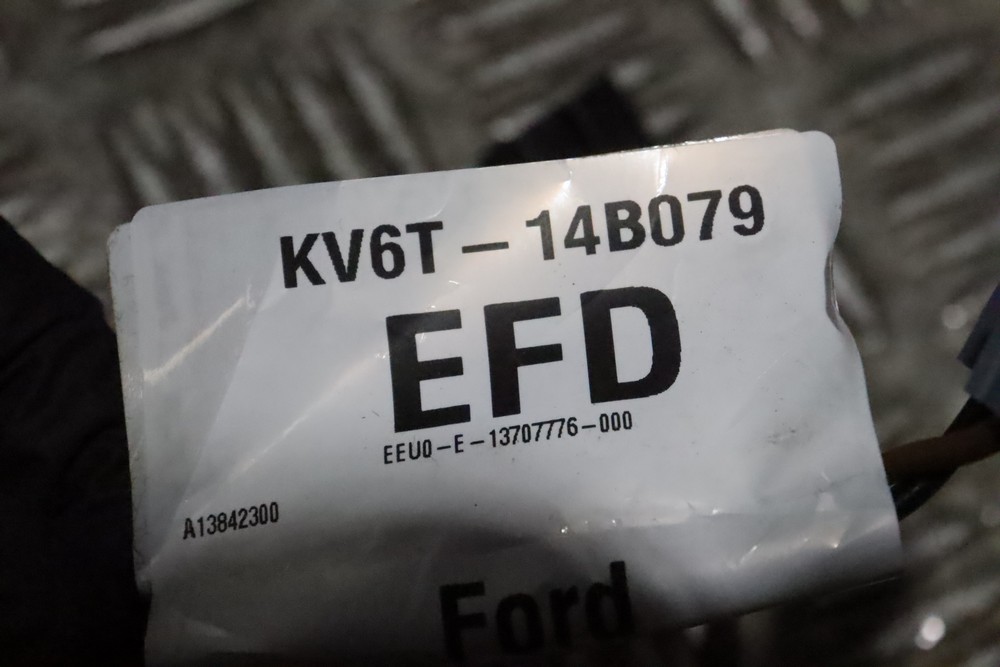 KV6T - 14B079
EFD
EEU0-E-13707776-000
A13842300
Ford